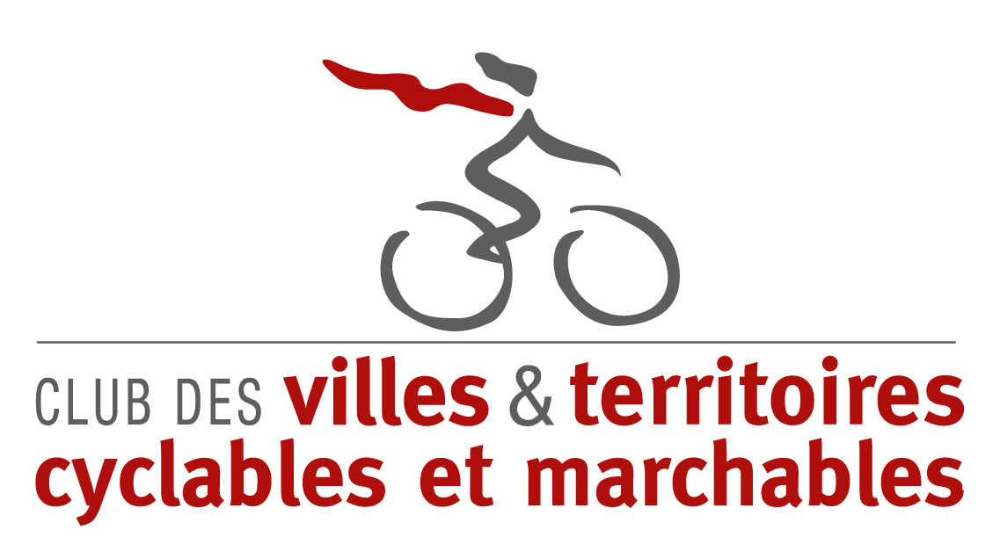 CLUB DES villes & territoires
cyclables et marchables